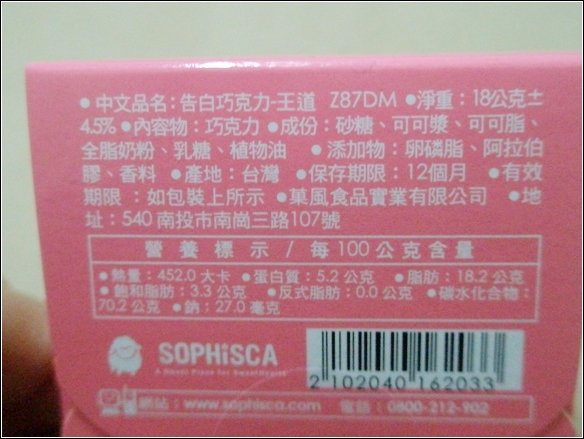 ●中文品名:告白巧克力-王道 Z87DM ●淨重:18公克±
4.5% ●內容物:巧克力 ●成份:砂糖、可可漿、可可脂、
全脂奶粉、乳糖、植物油 ●添加物:卵磷脂、阿拉伯
膠、香料 ●產地:台灣 ●保存期限:12個月 ●有效
期限:如包裝上所示 ●菓風食品實業有限公司 ●地
址:540南投市南崗三路107號
營養標示/每100公克含量
●熱量:452.0大卡 ●蛋白質:5.2公克 ●脂肪:18.2公克
●飽和脂肪:3.3公克 ●反式脂肪:0.0公克 ●碳水化合物:
70.2公克 ●鈉:27.0毫克
SOPHiSCA
A Sweet Place for Sweethearts
2 102040 162033
網站:www.sophisca.com 電話:0800-212-902